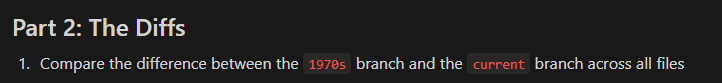 Part 2: The Diffs
1. Compare the difference between the 1970s branch and the current branch across all files